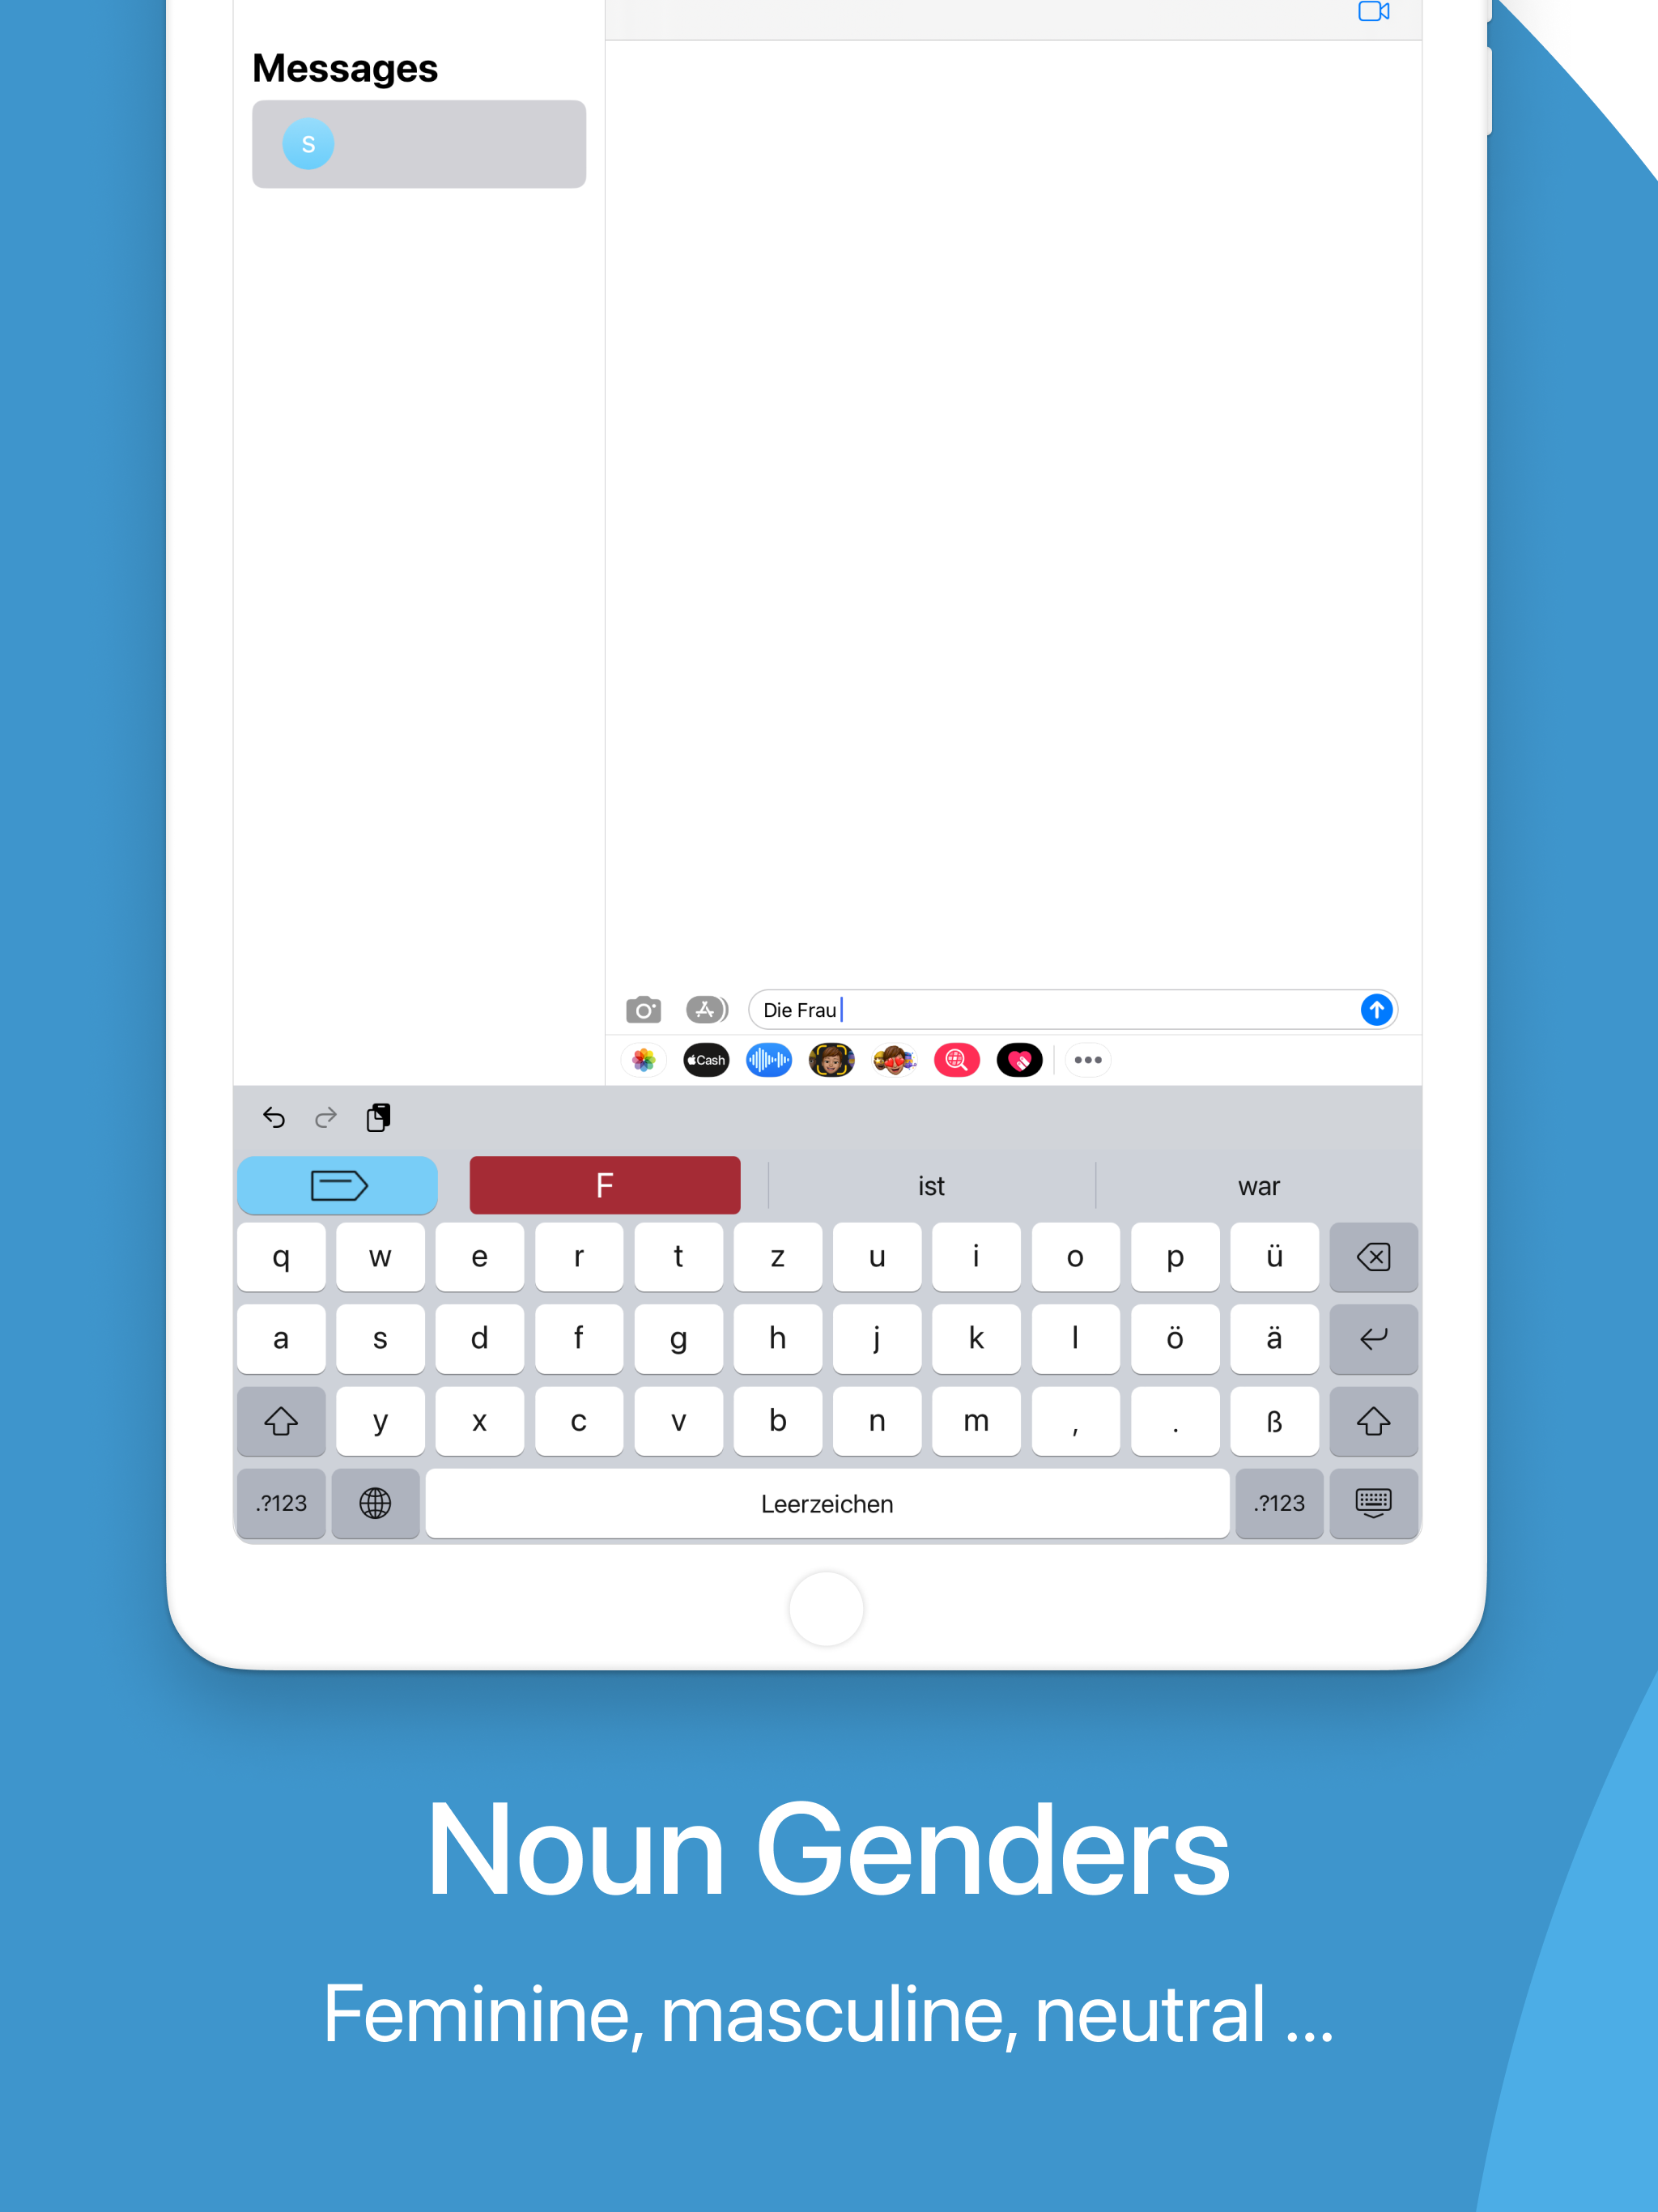 Messages
S
Die Frau
Cash
F ist war
q w e r t z u i o p ü
a s d f g h j k l ö ä
y x c v b n m , . ß
.?123 Leerzeichen .?123
Noun Genders
Feminine, masculine, neutral ...